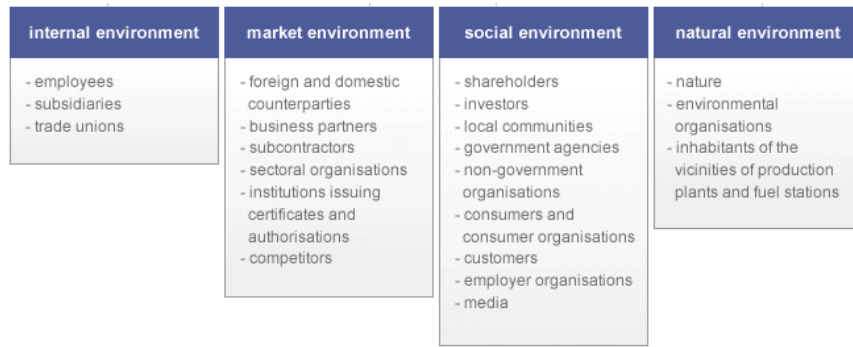 internal environment
- employees
- subsidiaries
- trade unions
market environment
- foreign and domestic
counterparties
- business partners
- subcontractors
- sectoral organisations
- institutions issuing
certificates and
authorisations
- competitors
social environment
- shareholders
- investors
- local communities
- government agencies
- non-government
organisations
- consumers and
consumer organisations
- customers
- employer organisations
- media
natural environment
- nature
- environmental
organisations
- inhabitants of the
vicinities of production
plants and fuel stations